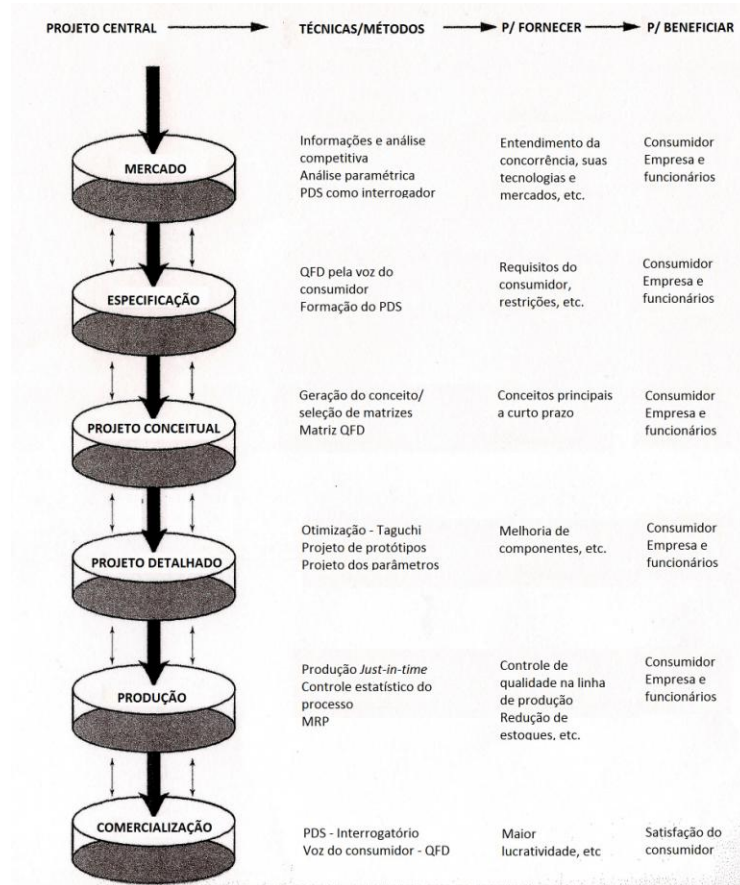 PROJETO CENTRAL TÉCNICAS/MÉTODOS P/ FORNECER P/ BENEFICIAR
MERCADO
Informações e análise
competitiva
Análise paramétrica
PDS como interrogador
Entendimento da
concorrência, suas
tecnologias e
mercados, etc.
Consumidor
Empresa e
funcionários
ESPECIFICAÇÃO
QFD pela voz do
consumidor
Formação do PDS
Requisitos do
consumidor,
restrições, etc.
Consumidor
Empresa e
funcionários
PROJETO CONCEITUAL
Geração do conceito/
seleção de matrizes
Matriz QFD
Conceitos principais
a curto prazo
Consumidor
Empresa e
funcionários
PROJETO DETALHADO
Otimização - Taguchi
Projeto de protótipos
Projeto dos parâmetros
Melhoria de
componentes, etc.
Consumidor
Empresa e
funcionários
PRODUÇÃO
Produção Just-in-time
Controle estatístico do
processo
MRP
Controle de
qualidade na linha
de produção
Redução de
estoques, etc.
Consumidor
Empresa e
funcionários
COMERCIALIZAÇÃO
PDS - Interrogatório
Voz do consumidor - QFD
Maior
lucratividade, etc
Satisfação do
consumidor